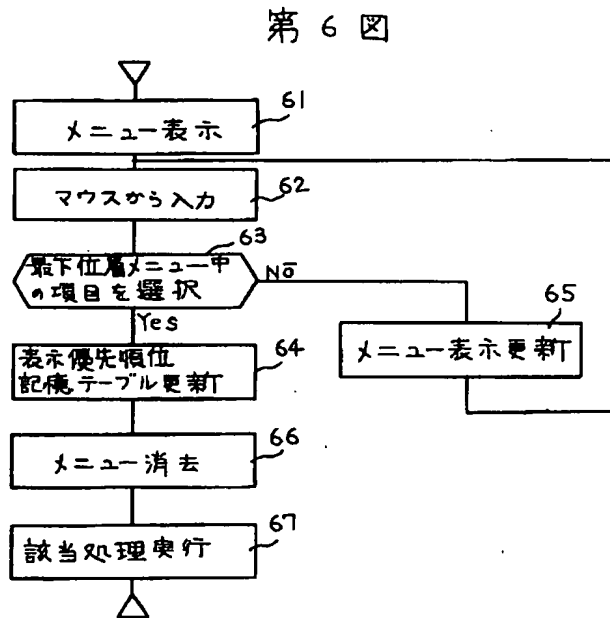 第6図
61
メニュー表示
62
マウスから入力
63
最下位層メニュー中
の項目を選択
No
Yes
65
メニュー表示更新
64
表示優先順位
記憶テーブル更新
66
メニュー消去
67
該当処理実行